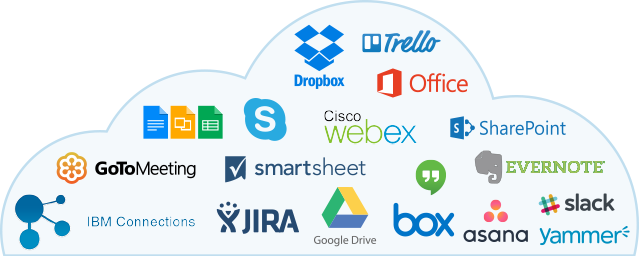 Dropbox
Trello
Office
S
Cisco
webex
S
SharePoint
GoToMeeting
smartsheet
EVERNOTE
IBM Connections
JIRA
Google Drive
box
asana
slack
yammer